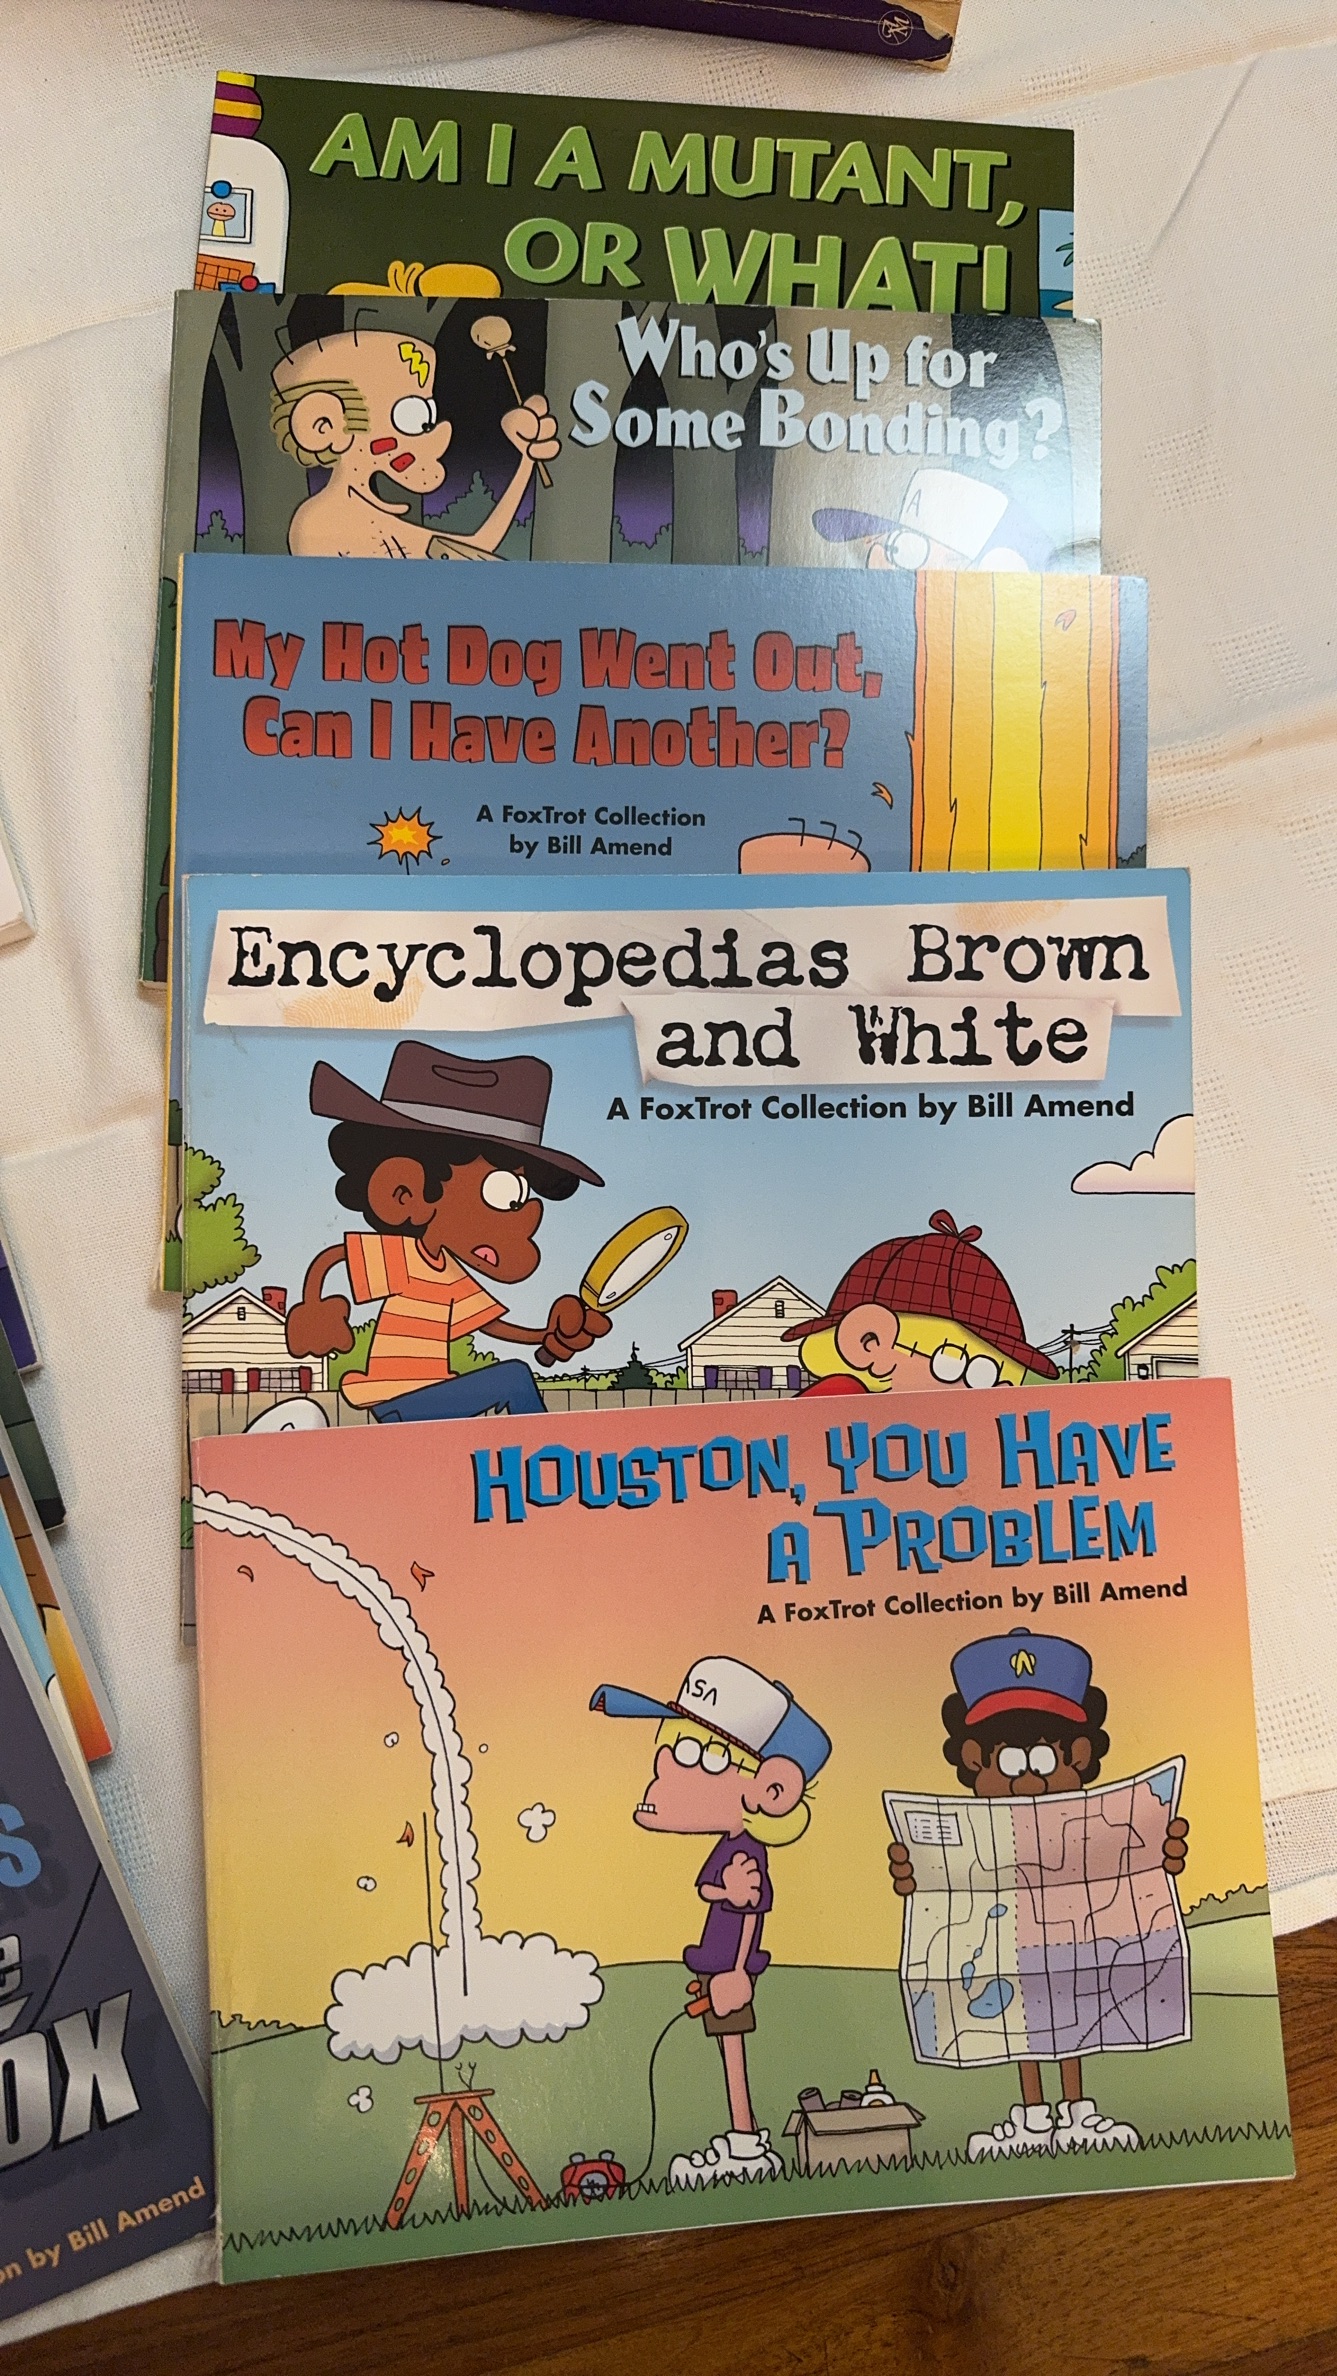 AM I A MUTANT,
OR WHAT!
Who's Up for
Some Bonding?
A
My Hot Dog Went Out,
Can I Have Another?
A FoxTrot Collection
by Bill Amend
Encyclopedias Brown
and White
A FoxTrot Collection by Bill Amend
HOUSTON, YOU HAVE
A PROBLEM
A FoxTrot Collection by Bill Amend
ASA
s
e
ox
on by Bill Amend